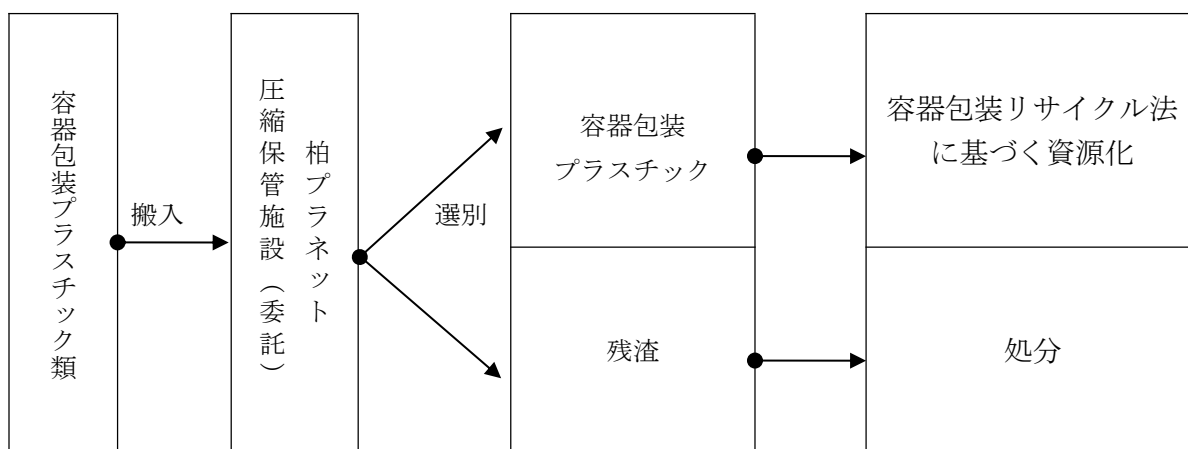 容器包装プラスチック類
搬入
柏プラネット
圧縮保管施設（委託）
選別
容器包装
プラスチック
残渣
容器包装リサイクル法
に基づく資源化
処分